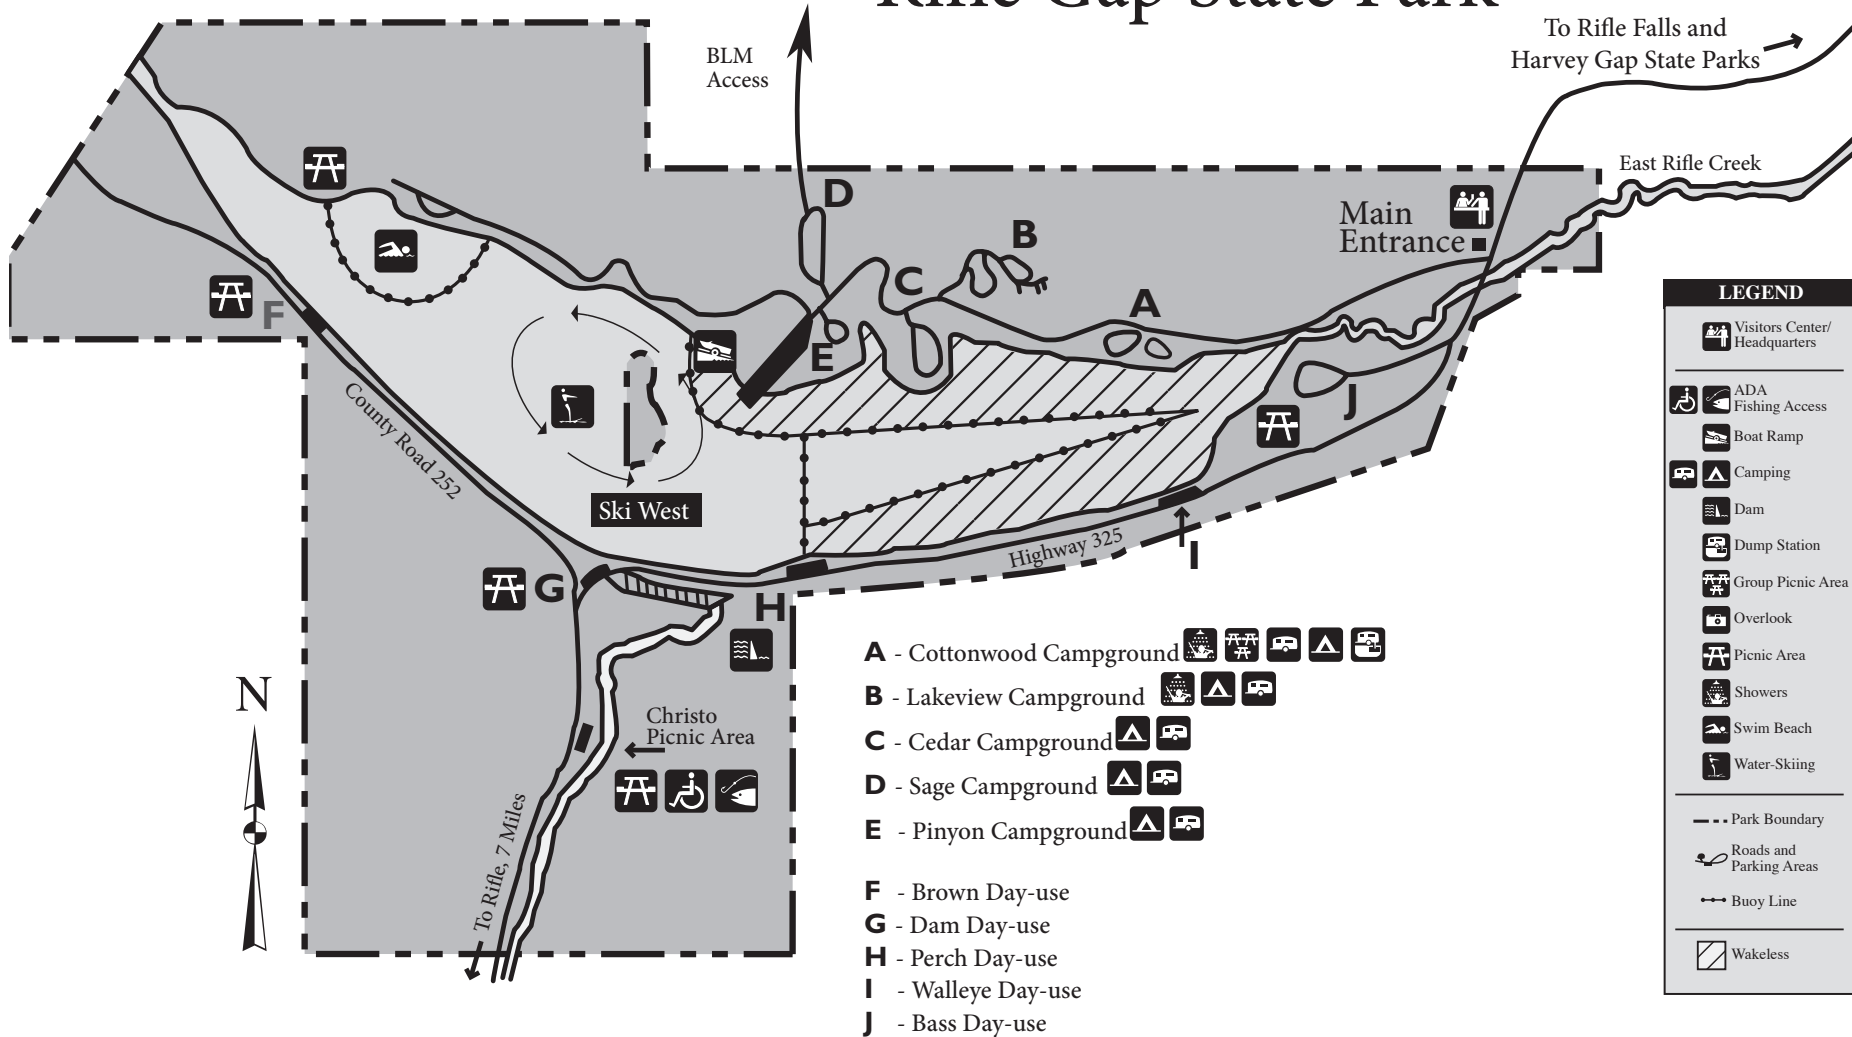 Rifle Gap State Park
To Rifle Falls and
Harvey Gap State Parks
BLM
Access
East Rifle Creek
Main
Entrance
D
B
C
A
E
F
J
County Road 252
Ski West
Highway 325
I
G
H
N
Christo
Picnic Area
To Rifle, 7 Miles
A - Cottonwood Campground
B - Lakeview Campground
C - Cedar Campground
D - Sage Campground
E - Pinyon Campground
F - Brown Day-use
G - Dam Day-use
H - Perch Day-use
I - Walleye Day-use
J - Bass Day-use
LEGEND
Visitors Center/
Headquarters
ADA
Fishing Access
Boat Ramp
Camping
Dam
Dump Station
Group Picnic Area
Overlook
Picnic Area
Showers
Swim Beach
Water-Skiing
Park Boundary
Roads and
Parking Areas
Buoy Line
Wakeless